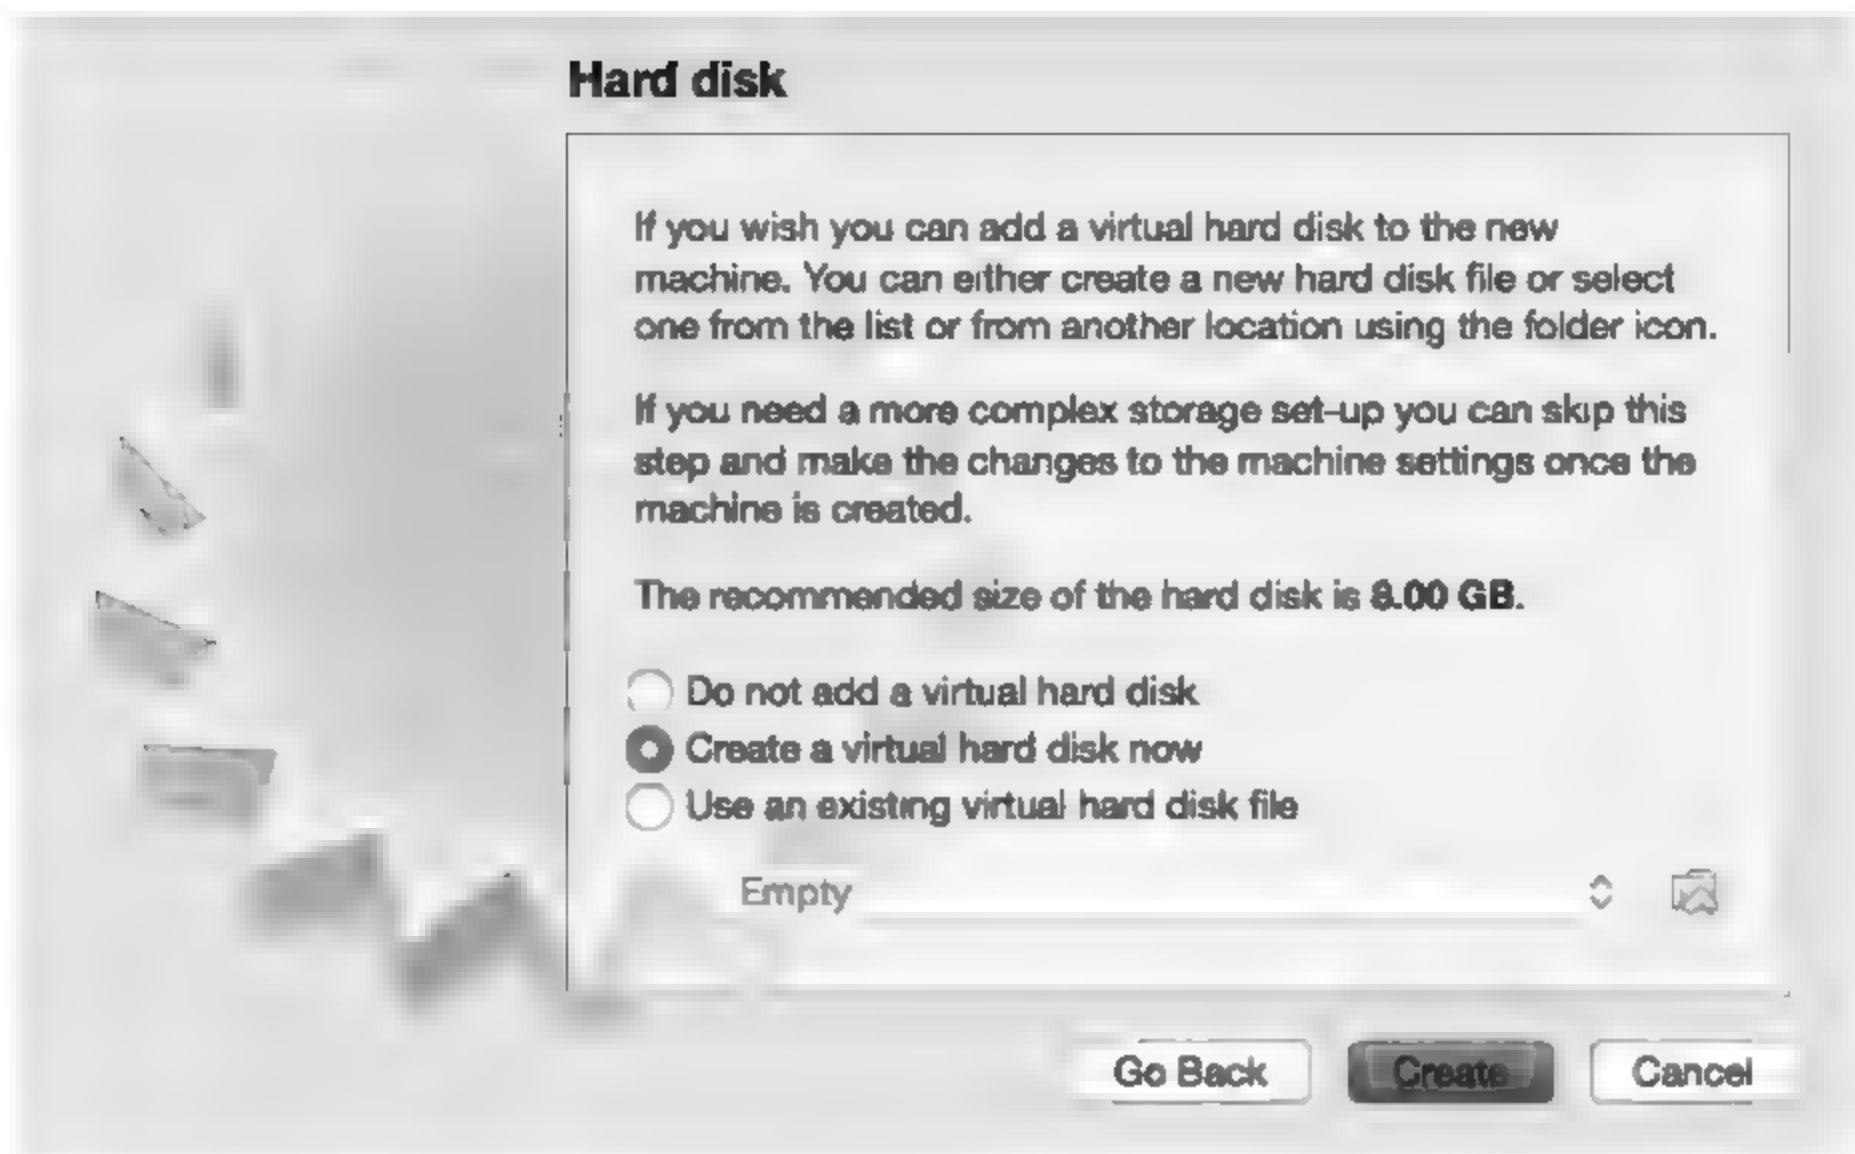 Hard disk
If you wish you can add a virtual hard disk to the new
machine. You can either create a new hard disk file or select
one from the list or from another location using the folder icon.
If you need a more complex storage set-up you can skip this
step and make the changes to the machine settings once the
machine is created.
The recommended size of the hard disk is 8.00 GB.
Do not add a virtual hard disk
Create a virtual hard disk now
Use an existing virtual hard disk file
Empty
Go Back
Create
Cancel